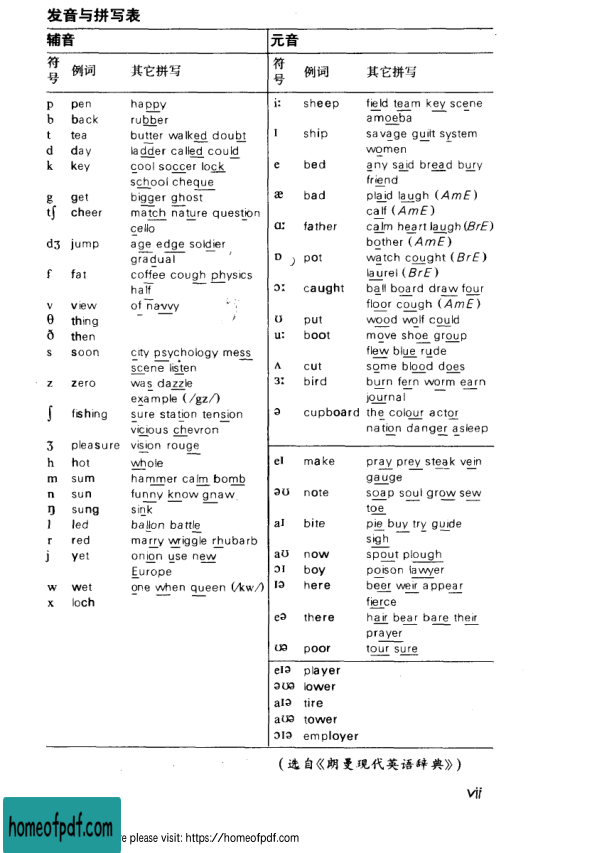 发音与拼写表
辅音
符号 例词 其它拼写
p pen happy
b back rubber
t tea butter walked doubt
d day ladder called could
k key cool soccer lock
school cheque
g get bigger ghost
tʃ cheer match nature question
cello
dʒ jump age edge soldier
gradual
f fat coffee cough physics
half
v view of navvy
θ thing
ð then
s soon city psychology mess
scene listen
z zero was dazzle
example (/gz/)
ʃ fishing sure station tension
vicious chevron
ʒ pleasure vision rouge
h hot whole
m sum hammer calm bomb
n sun funny know gnaw
ŋ sung sink
l led ballon battle
r red marry wriggle rhubarb
j yet onion use new
Europe
w wet one when queen (/kw/)
x loch
元音
符号 例词 其它拼写
i: sheep field team key scene
amoeba
I ship savage guilt system
women
e bed any said bread bury
friend
æ bad plaid laugh (AmE)
calf (AmE)
ɑ: father calm heart laugh (BrE)
bother (AmE)
ɒ pot watch cought (BrE)
laurel (BrE)
ɔ: caught ball board draw four
floor cough (AmE)
ʊ put wood wolf could
u: boot move shoe group
flew blue rude
ʌ cut some blood does
ɜ: bird burn fern worm earn
journal
ə cupboard the colour actor
nation danger asleep
eI make pray prey steak vein
gauge
əʊ note soap soul grow sew
toe
aI bite pie buy try guide
sigh
aʊ now spout plough
ɔI boy poison lawyer
Iə here beer weir appear
fierce
eə there hair bear bare their
prayer
ʊə poor tour sure
eIə player
əʊə lower
aIə tire
aʊə tower
ɔIə employer
(选自《朗曼现代英语辞典》)
vii
homeofpdf.com
re please visit: https://homeofpdf.com